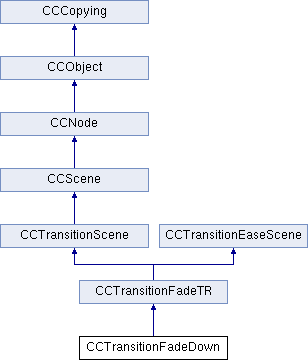 CCCopying
CCObject
CCNode
CCScene
CCTransitionScene
CCTransitionEaseScene
CCTransitionFadeTR
CCTransitionFadeDown